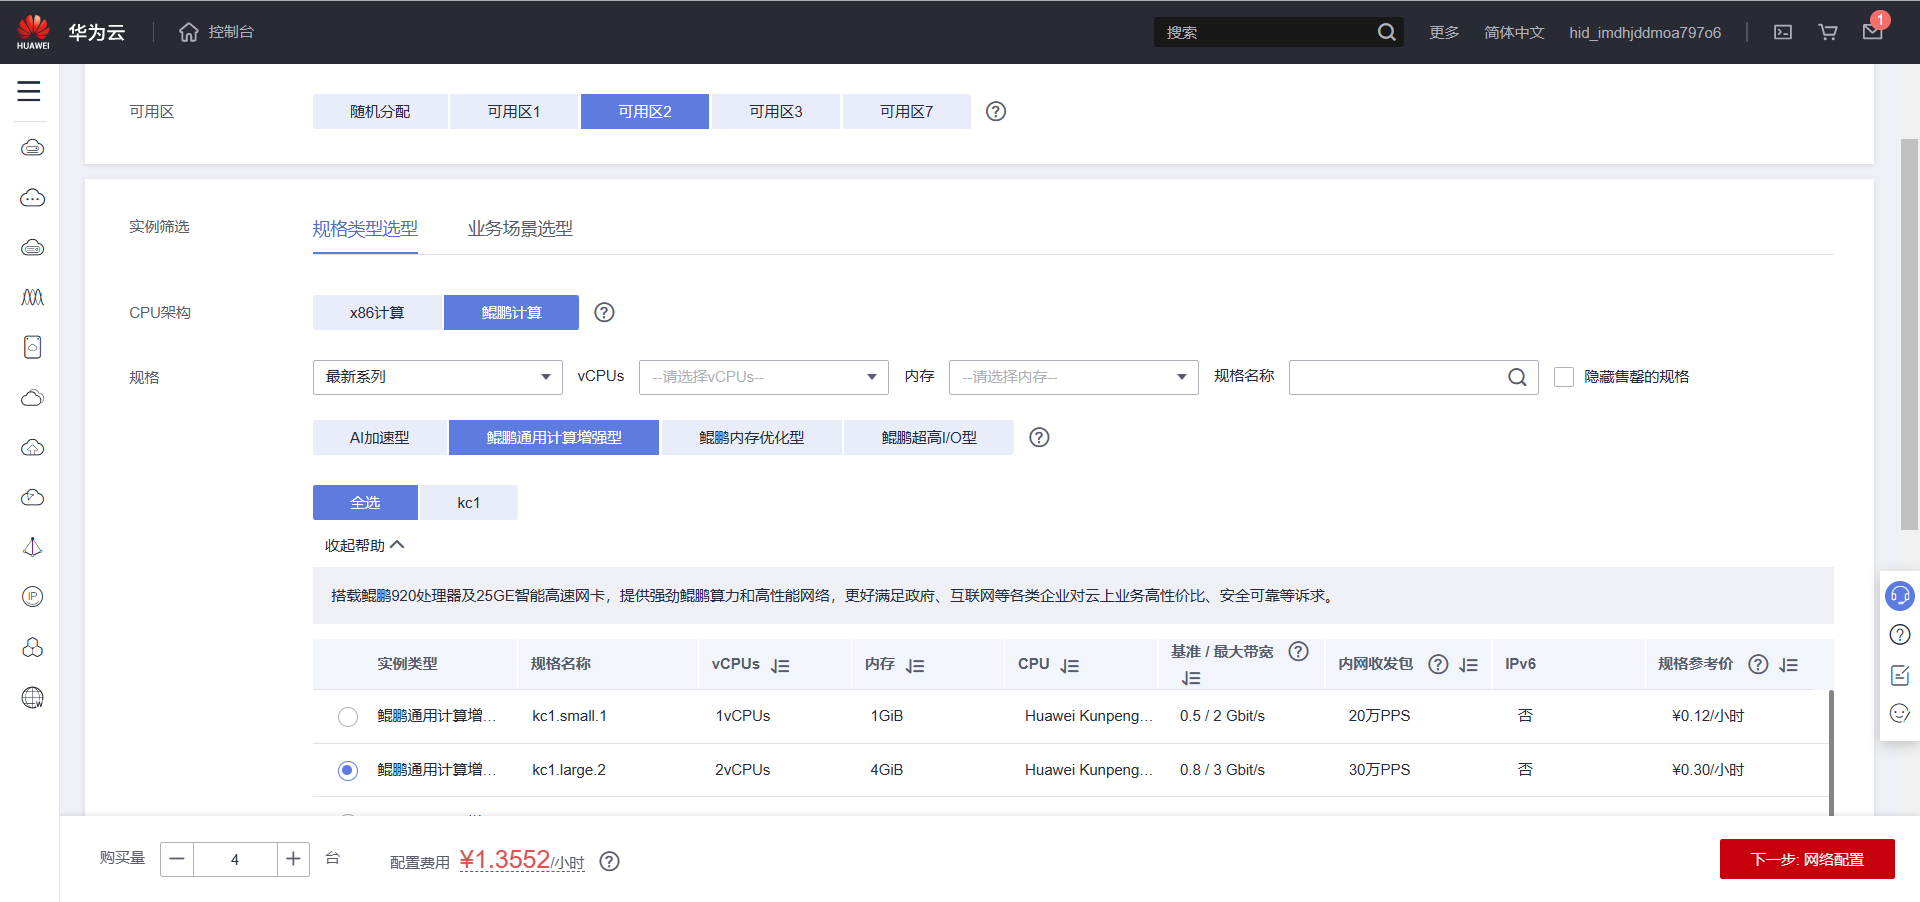 HUAWEI
华为云
控制台
搜索
更多
简体中文
hid_imdhjddmoa797o6
1
可用区
随机分配
可用区1
可用区2
可用区3
可用区7
实例筛选
规格类型选型
业务场景选型
CPU架构
x86计算
鲲鹏计算
规格
最新系列
vCPUs
--请选择vCPUs--
内存
--请选择内存--
规格名称
隐藏售罄的规格
AI加速型
鲲鹏通用计算增强型
鲲鹏内存优化型
鲲鹏超高I/O型
全选
kc1
收起帮助
搭载鲲鹏920处理器及25GE智能高速网卡，提供强劲鲲鹏算力和高性能网络，更好满足政府、互联网等各类企业对云上业务高性价比、安全可靠等诉求。
实例类型
规格名称
vCPUs
内存
CPU
基准 / 最大带宽
内网收发包
IPv6
规格参考价
鲲鹏通用计算增... kc1.small.1 1vCPUs 1GiB Huawei Kunpeng... 0.5 / 2 Gbit/s 20万PPS 否 ¥0.12/小时
鲲鹏通用计算增... kc1.large.2 2vCPUs 4GiB Huawei Kunpeng... 0.8 / 3 Gbit/s 30万PPS 否 ¥0.30/小时
购买量
4
台
配置费用 ¥1.3552/小时
下一步: 网络配置
IP